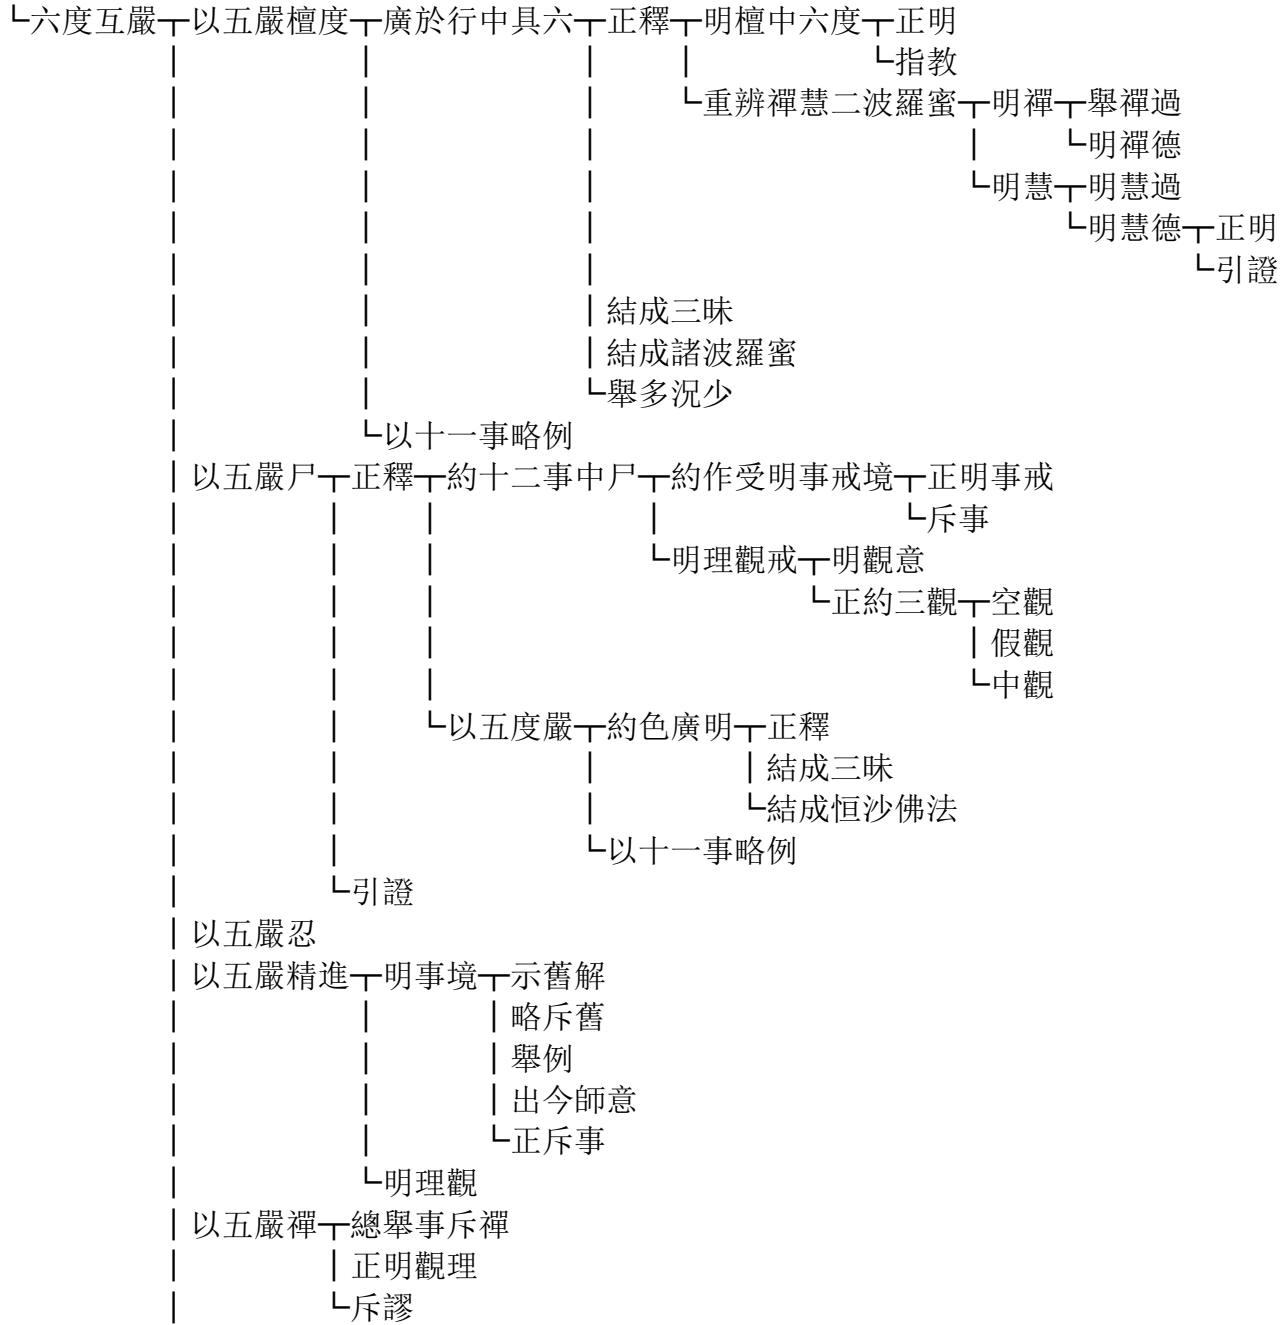 └六度互嚴┬以五嚴檀度┬廣於行中具六┬正釋┬明檀中六度┬正明
│ │ │ │ └指教
│ │ │ └重辨禪慧二波羅蜜┬明禪┬舉禪過
│ │ │ │ └明禪德
│ │ │ └明慧┬明慧過
│ │ │ └明慧德┬正明
│ │ │ └引證
│ │ │結成三昧
│ │ │結成諸波羅蜜
│ │ └舉多況少
│ └以十一事略例
│以五嚴尸┬正釋┬約十二事中尸┬約作受明事戒境┬正明事戒
│ │ │ │ └斥事
│ │ │ └明理觀戒┬明觀意
│ │ │ └正約三觀┬空觀
│ │ │ │假觀
│ │ │ └中觀
│ │ └以五度嚴┬約色廣明┬正釋
│ │ │ │結成三昧
│ │ │ └結成恒沙佛法
│ │ └以十一事略例
│ └引證
│以五嚴忍
│以五嚴精進┬明事境┬示舊解
│ │ │略斥舊
│ │ │舉例
│ │ │出今師意
│ │ └正斥事
│ └明理觀
│以五嚴禪┬總舉事斥禪
│ │正明觀理
│ └斥謬